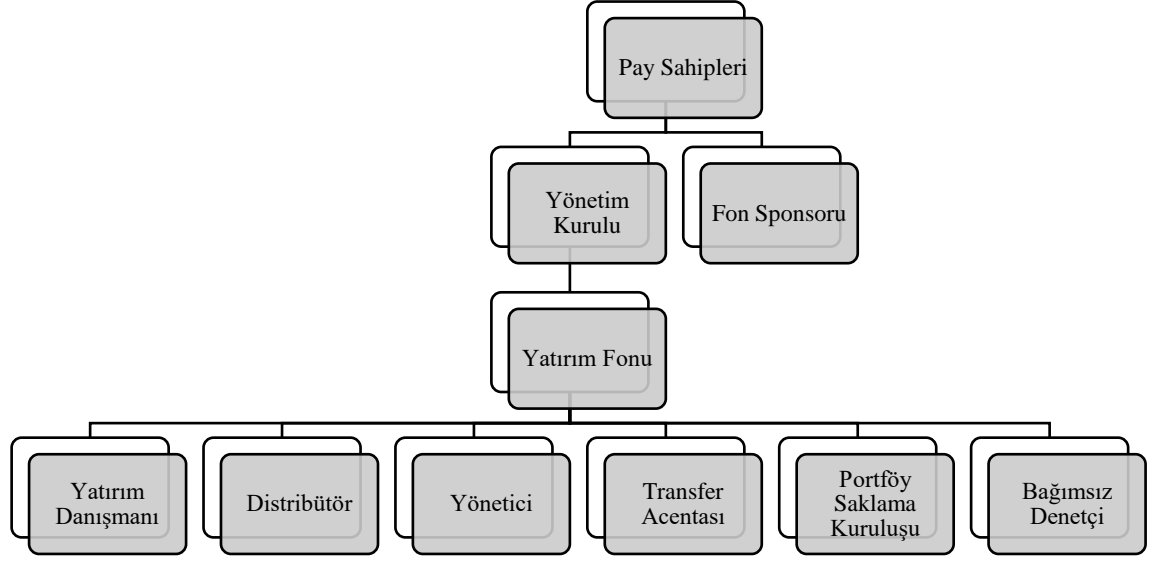 Pay Sahipleri
Yönetim
Kurulu
Fon Sponsoru
Yatırım Fonu
Yatırım
Danışmanı
Distribütör
Yönetici
Transfer
Acentası
Portföy
Saklama
Kuruluşu
Bağımsız
Denetçi